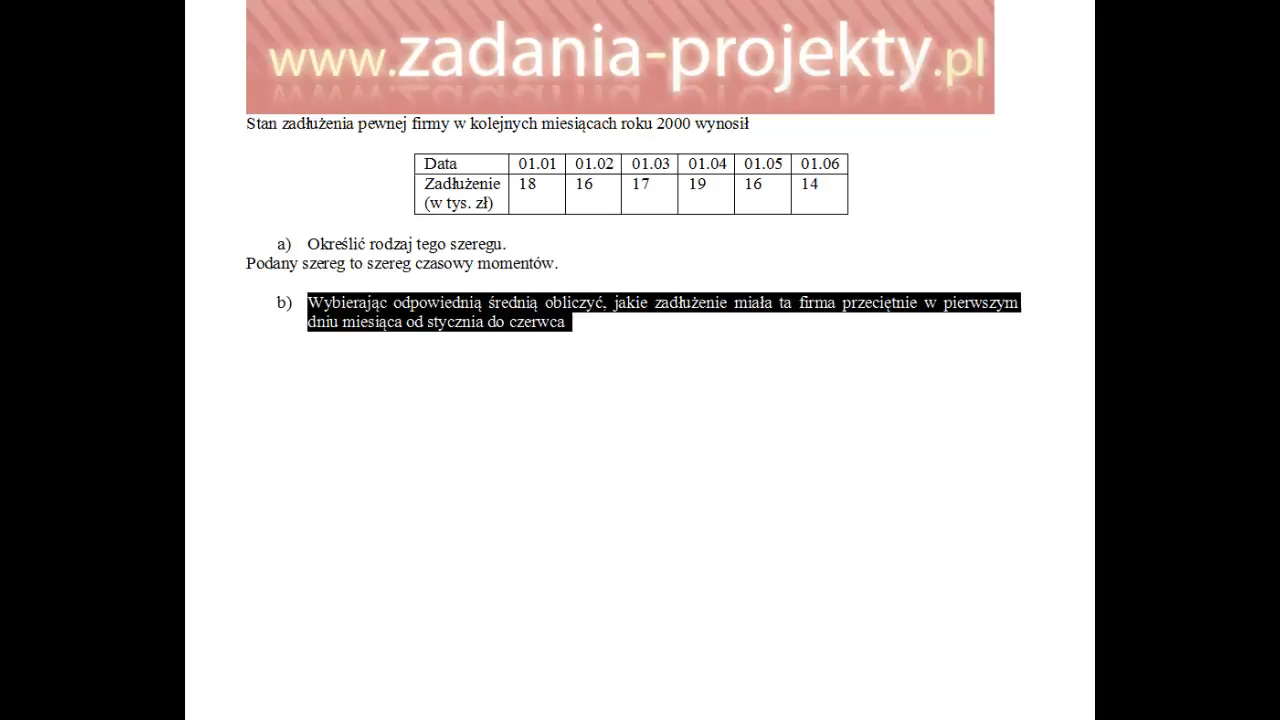 www.zadania-projekty.pl
Stan zadłużenia pewnej firmy w kolejnych miesiącach roku 2000 wynosił
Data 01.01 01.02 01.03 01.04 01.05 01.06
Zadłużenie 18 16 17 19 16 14
(w tys. zł)
a) Określić rodzaj tego szeregu.
Podany szereg to szereg czasowy momentów.
b) Wybierając odpowiednią średnią obliczyć, jakie zadłużenie miała ta firma przeciętnie w pierwszym
dniu miesiąca od stycznia do czerwca